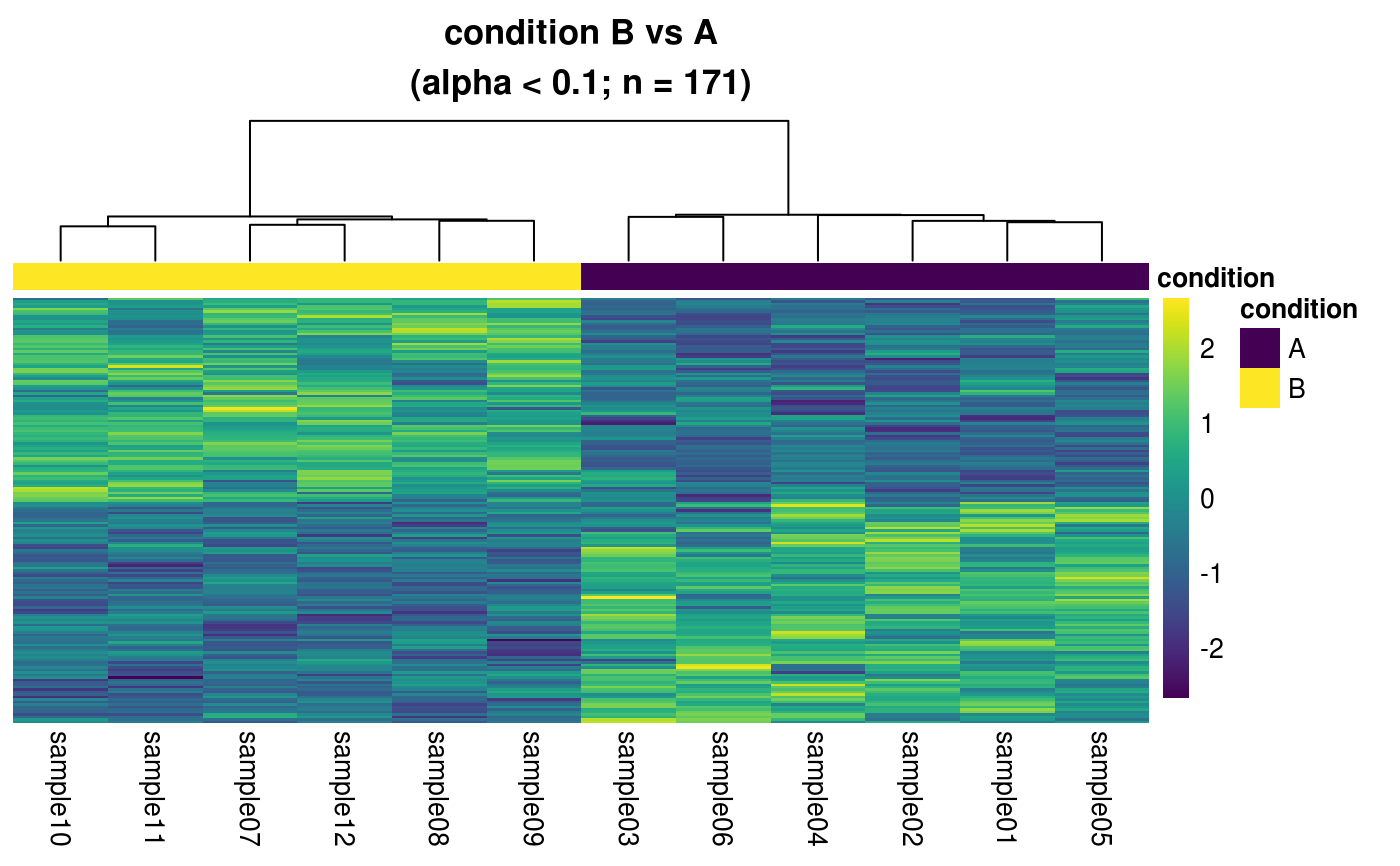 condition B vs A
(alpha < 0.1; n = 171)
condition
condition
A
B
2
1
0
-1
-2
sample10
sample11
sample07
sample12
sample08
sample09
sample03
sample06
sample04
sample02
sample01
sample05